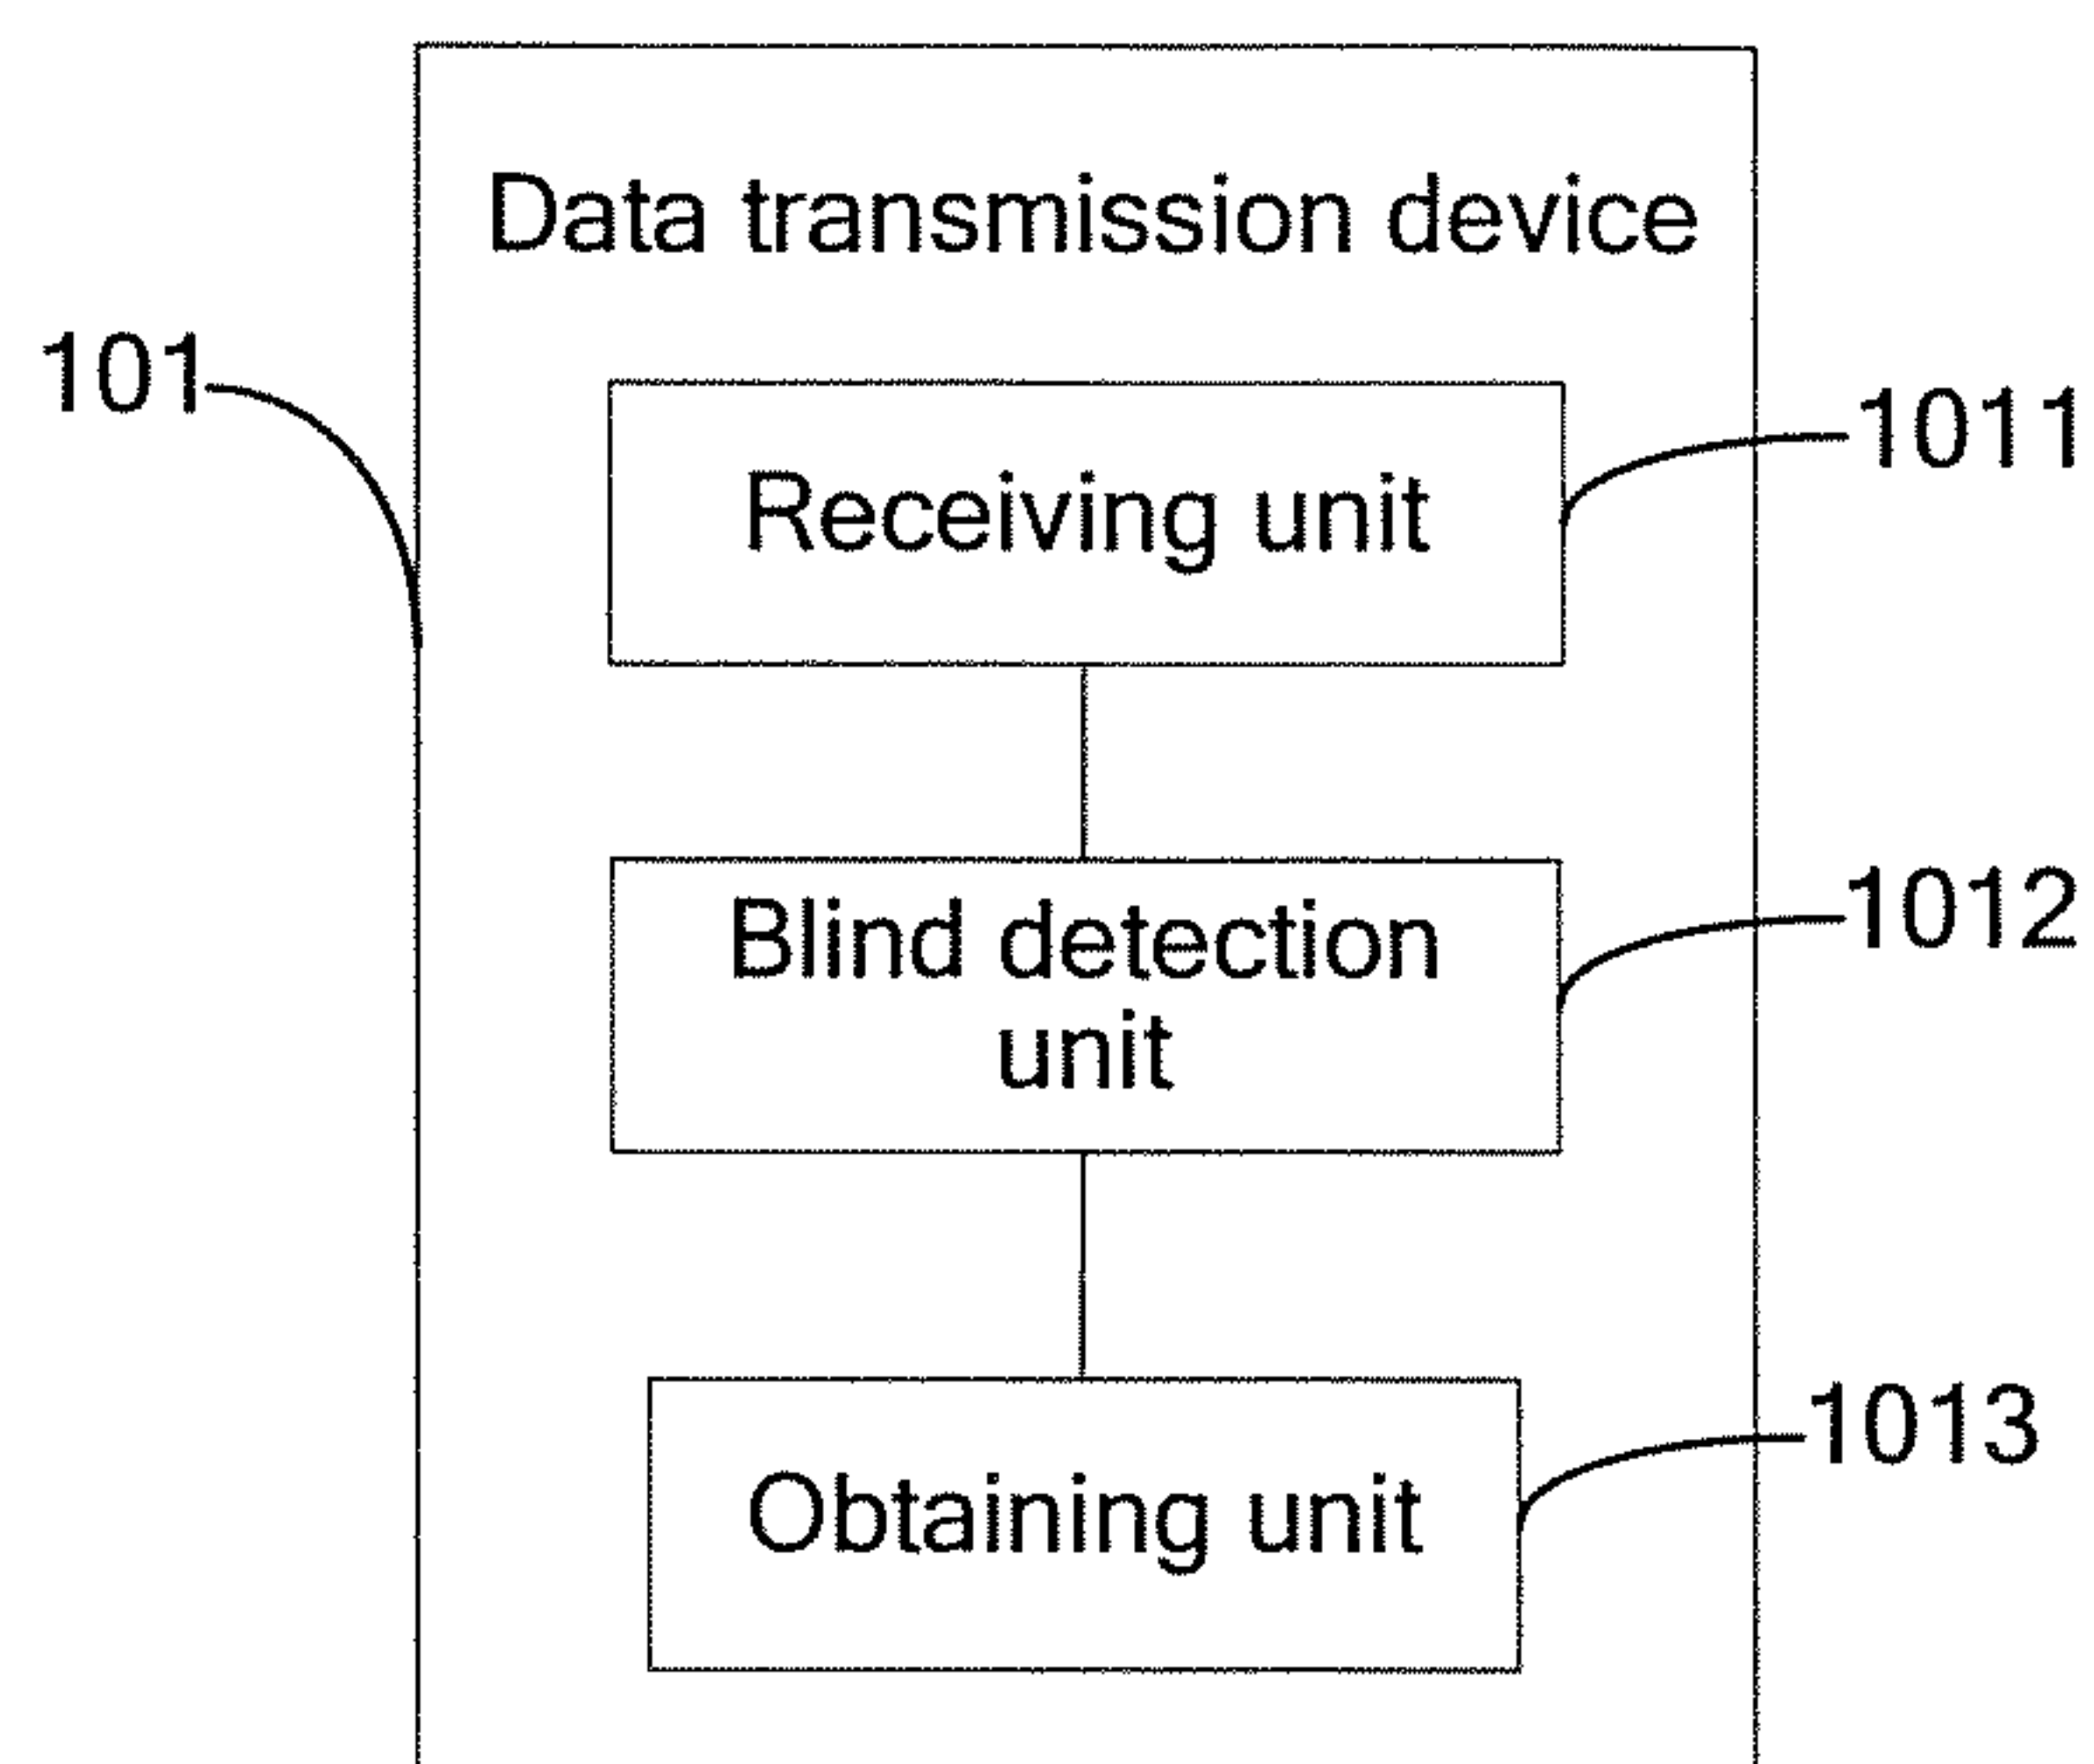 Data transmission device
101
Receiving unit
1011
Blind detection
unit
1012
Obtaining unit
1013